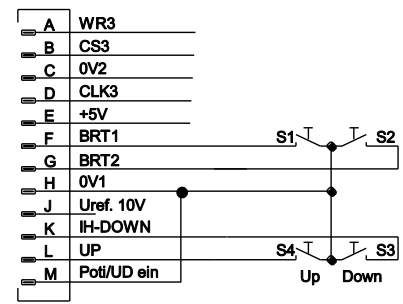 A WR3
B CS3
C 0V2
D CLK3
E +5V
F BRT1 S1 S2
G BRT2
H 0V1
J Uref. 10V
K IH-DOWN
L UP S4 S3
M Poti/UD ein Up Down